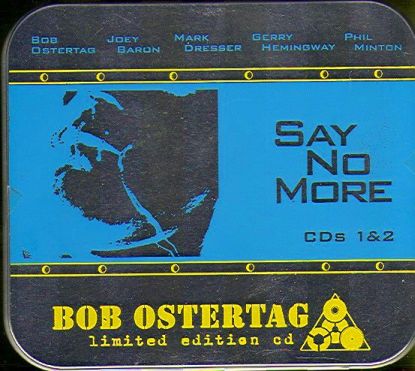 BOB JOEY MARK GERRY PHIL
OSTERTAG BARON DRESSER HEMINGWAY MINTON
SAY
NO
MORE
CDs 1&2
BOB OSTERTAG
limited edition cd